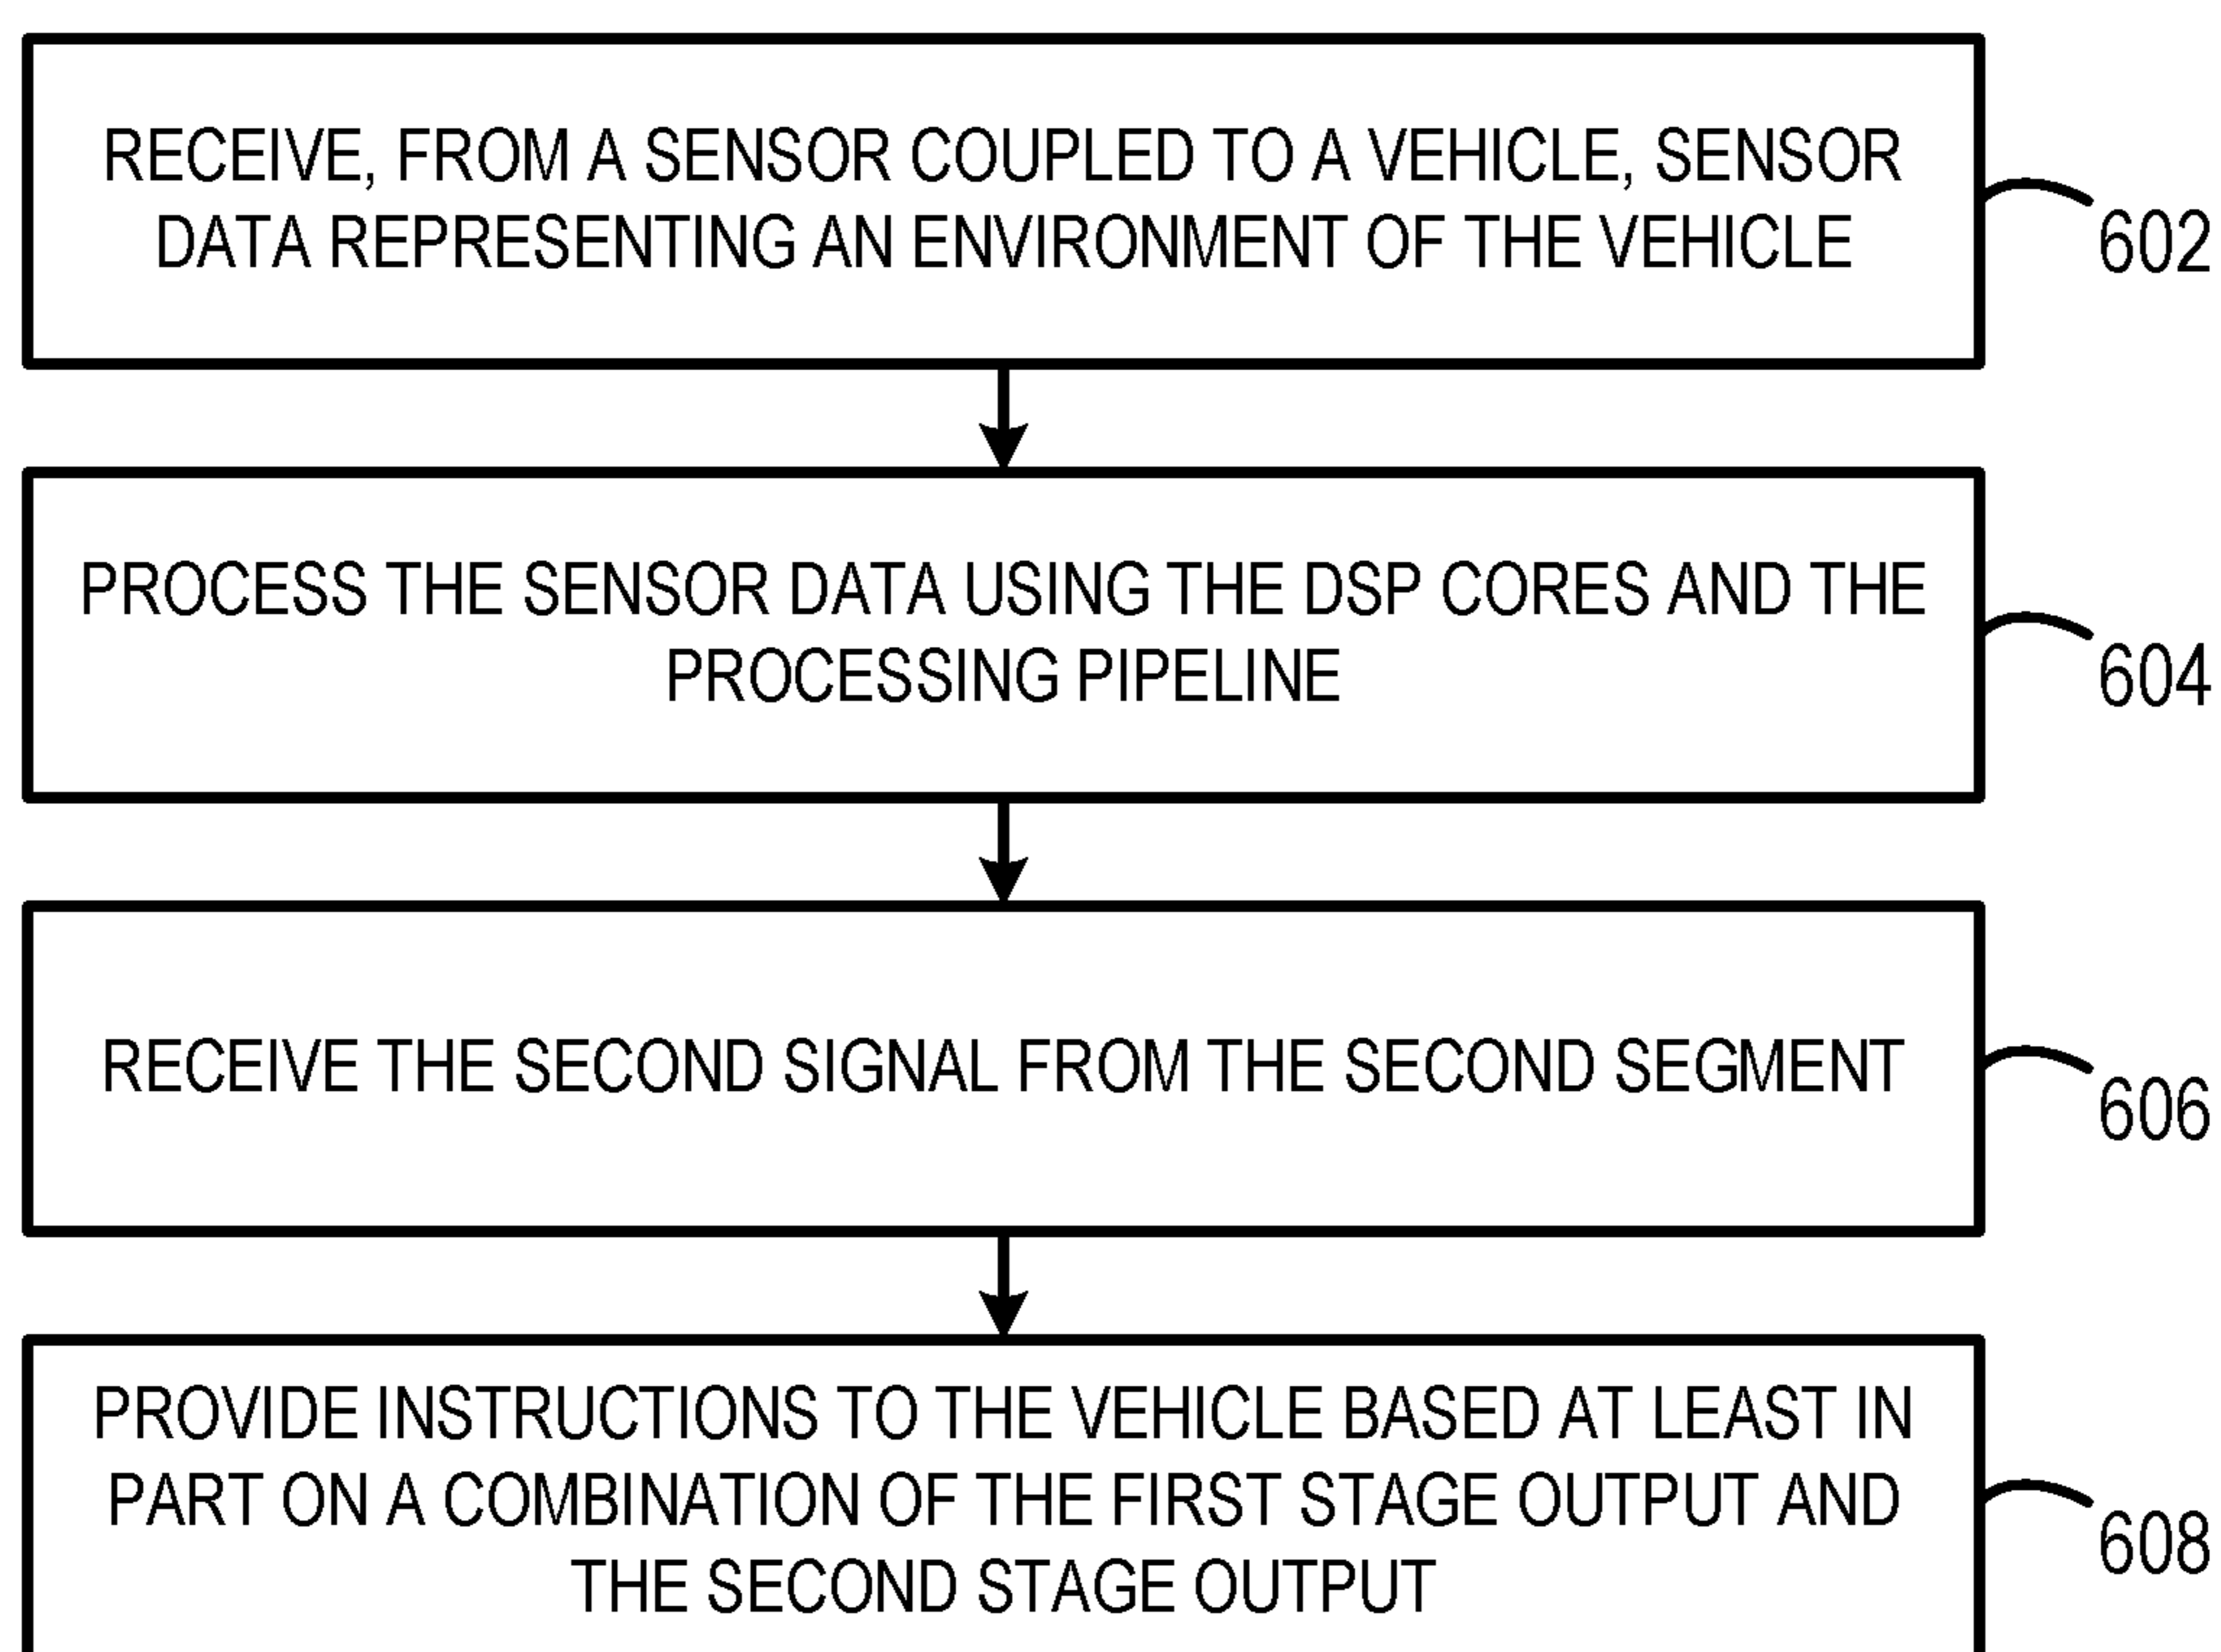 RECEIVE, FROM A SENSOR COUPLED TO A VEHICLE, SENSOR
DATA REPRESENTING AN ENVIRONMENT OF THE VEHICLE
602
PROCESS THE SENSOR DATA USING THE DSP CORES AND THE
PROCESSING PIPELINE
604
RECEIVE THE SECOND SIGNAL FROM THE SECOND SEGMENT
606
PROVIDE INSTRUCTIONS TO THE VEHICLE BASED AT LEAST IN
PART ON A COMBINATION OF THE FIRST STAGE OUTPUT AND
THE SECOND STAGE OUTPUT
608